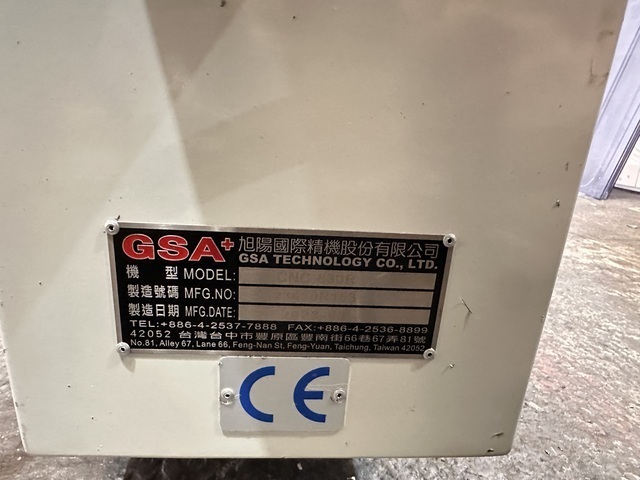 GSA+ 旭陽國際精機股份有限公司
GSA TECHNOLOGY CO., LTD.
機 型 MODEL:
製造號碼 MFG.NO:
製造日期 MFG.DATE:
TEL:+886-4-2537-7888 FAX:+886-4-2536-8899
42052 台灣台中市豐原區豐南街66巷67弄81號
No.81, Alley 67, Lane 66, Feng-Nan St., Feng-Yuan, Taichung, Taiwan 42052
CE